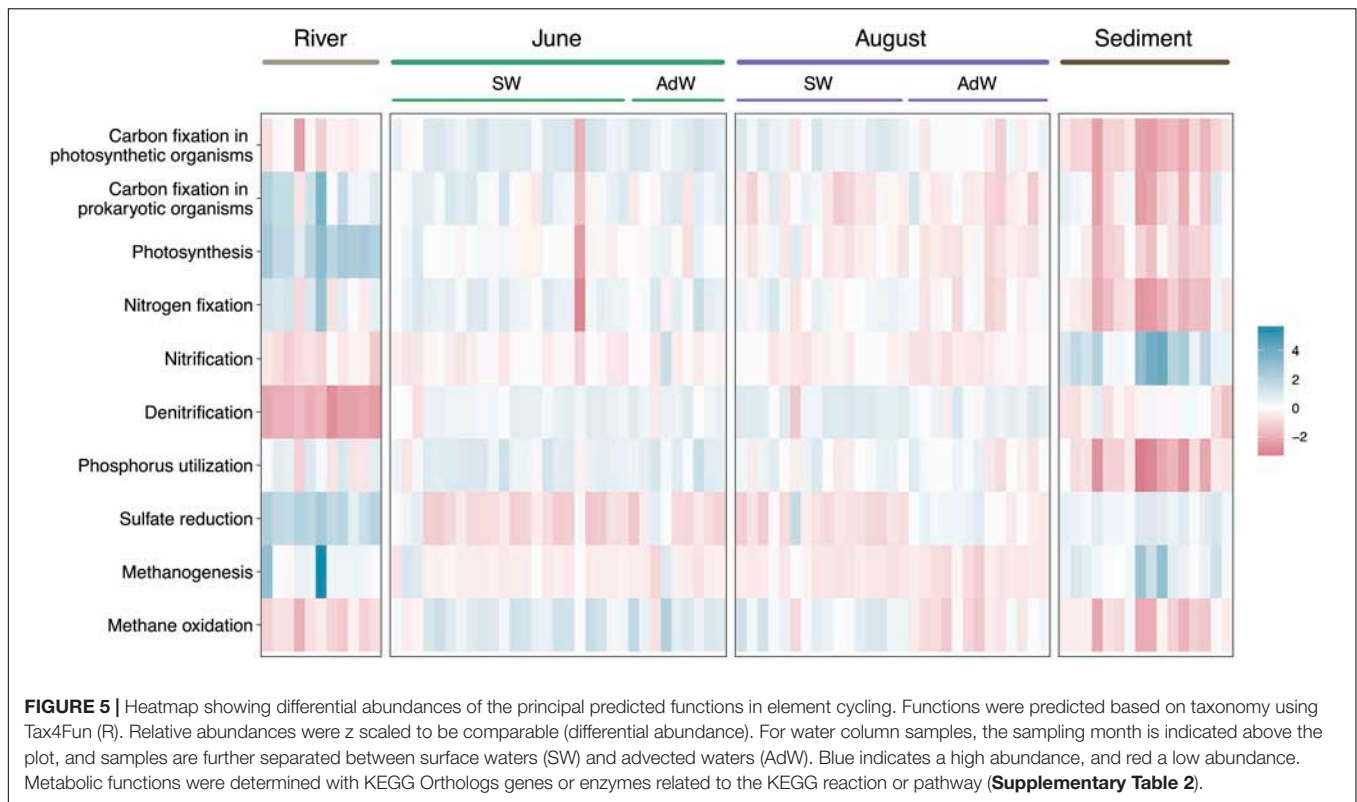 River June August Sediment
SW AdW SW AdW
Carbon fixation in
photosynthetic organisms
Carbon fixation in
prokaryotic organisms
Photosynthesis
Nitrogen fixation
Nitrification
Denitrification
Phosphorus utilization
Sulfate reduction
Methanogenesis
Methane oxidation
4
2
0
−2
FIGURE 5 | Heatmap showing differential abundances of the principal predicted functions in element cycling. Functions were predicted based on taxonomy using
Tax4Fun (R). Relative abundances were z scaled to be comparable (differential abundance). For water column samples, the sampling month is indicated above the
plot, and samples are further separated between surface waters (SW) and advected waters (AdW). Blue indicates a high abundance, and red a low abundance.
Metabolic functions were determined with KEGG Orthologs genes or enzymes related to the KEGG reaction or pathway (Supplementary Table 2).